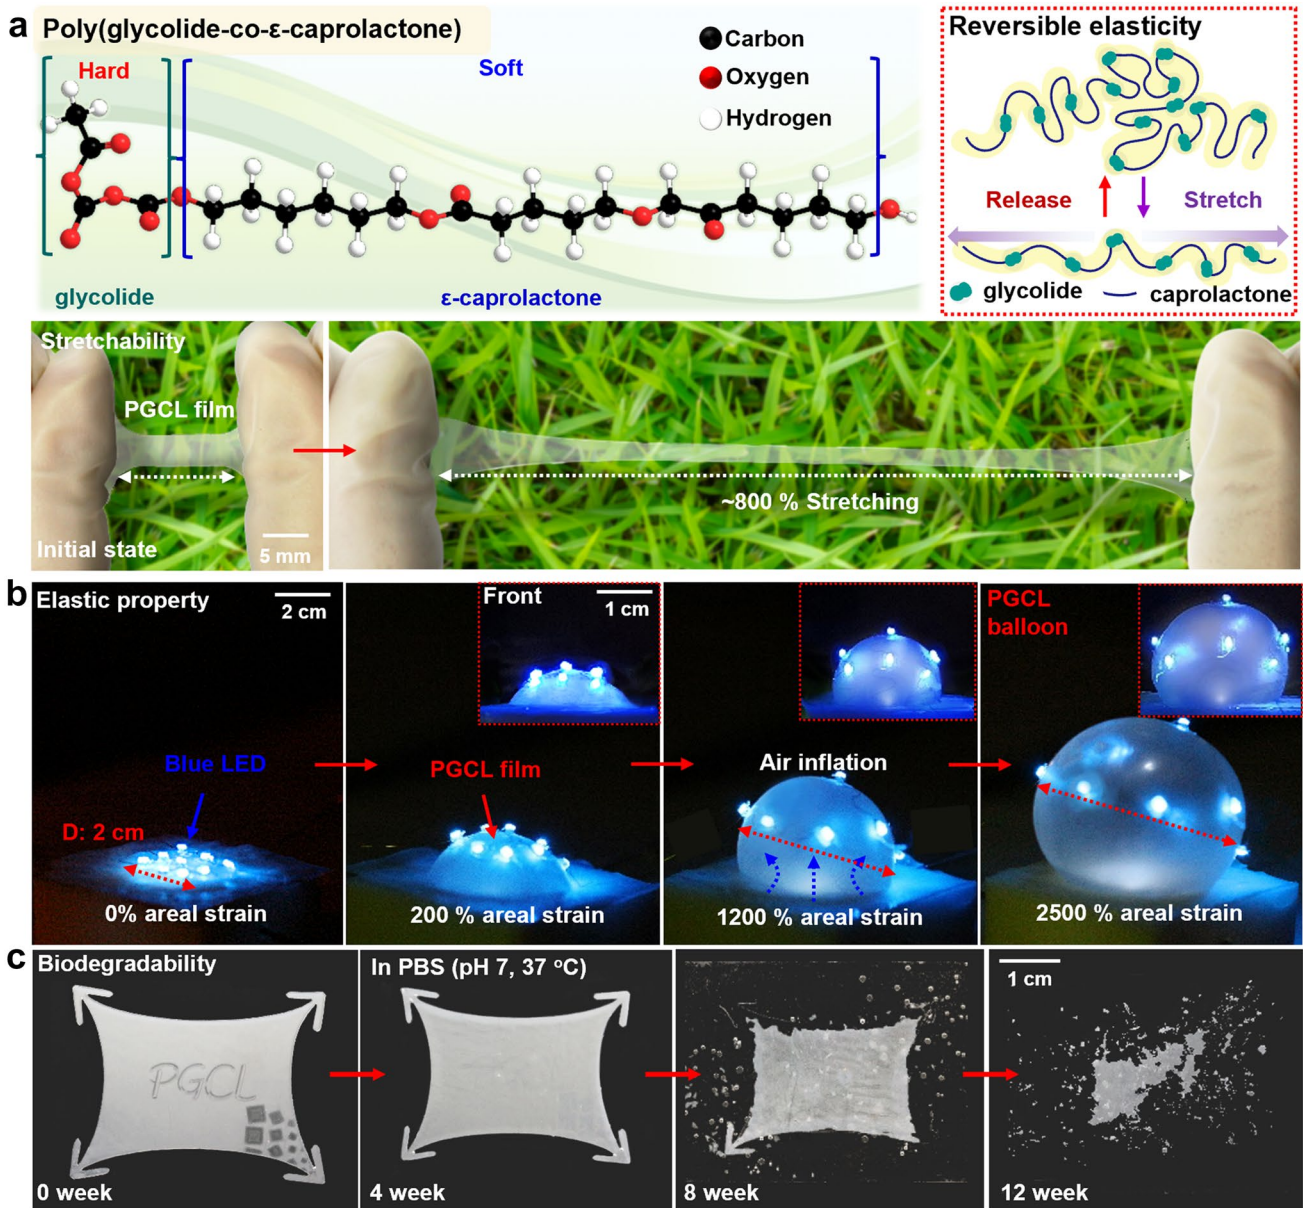 a
Poly(glycolide-co-ε-caprolactone)
Hard
Soft
Carbon
Oxygen
Hydrogen
glycolide
ε-caprolactone
Reversible elasticity
Release
Stretch
glycolide
caprolactone
Stretchability
PGCL film
Initial state
5 mm
~800 % Stretching
b
Elastic property
2 cm
Blue LED
D: 2 cm
0% areal strain
Front
1 cm
PGCL film
200 % areal strain
Air inflation
1200 % areal strain
PGCL
balloon
2500 % areal strain
c
Biodegradability
PGCL
0 week
In PBS (pH 7, 37 ºC)
4 week
8 week
1 cm
12 week